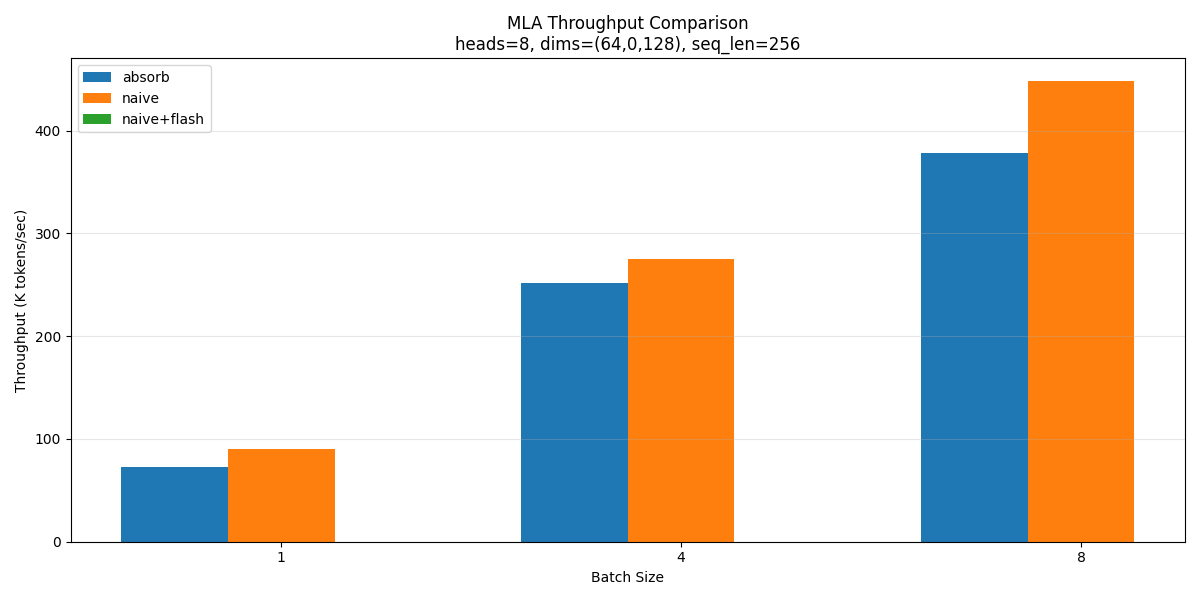 MLA Throughput Comparison
heads=8, dims=(64,0,128), seq_len=256
absorb
naive
naive+flash
Throughput (K tokens/sec)
400
300
200
100
0
1
4
8
Batch Size